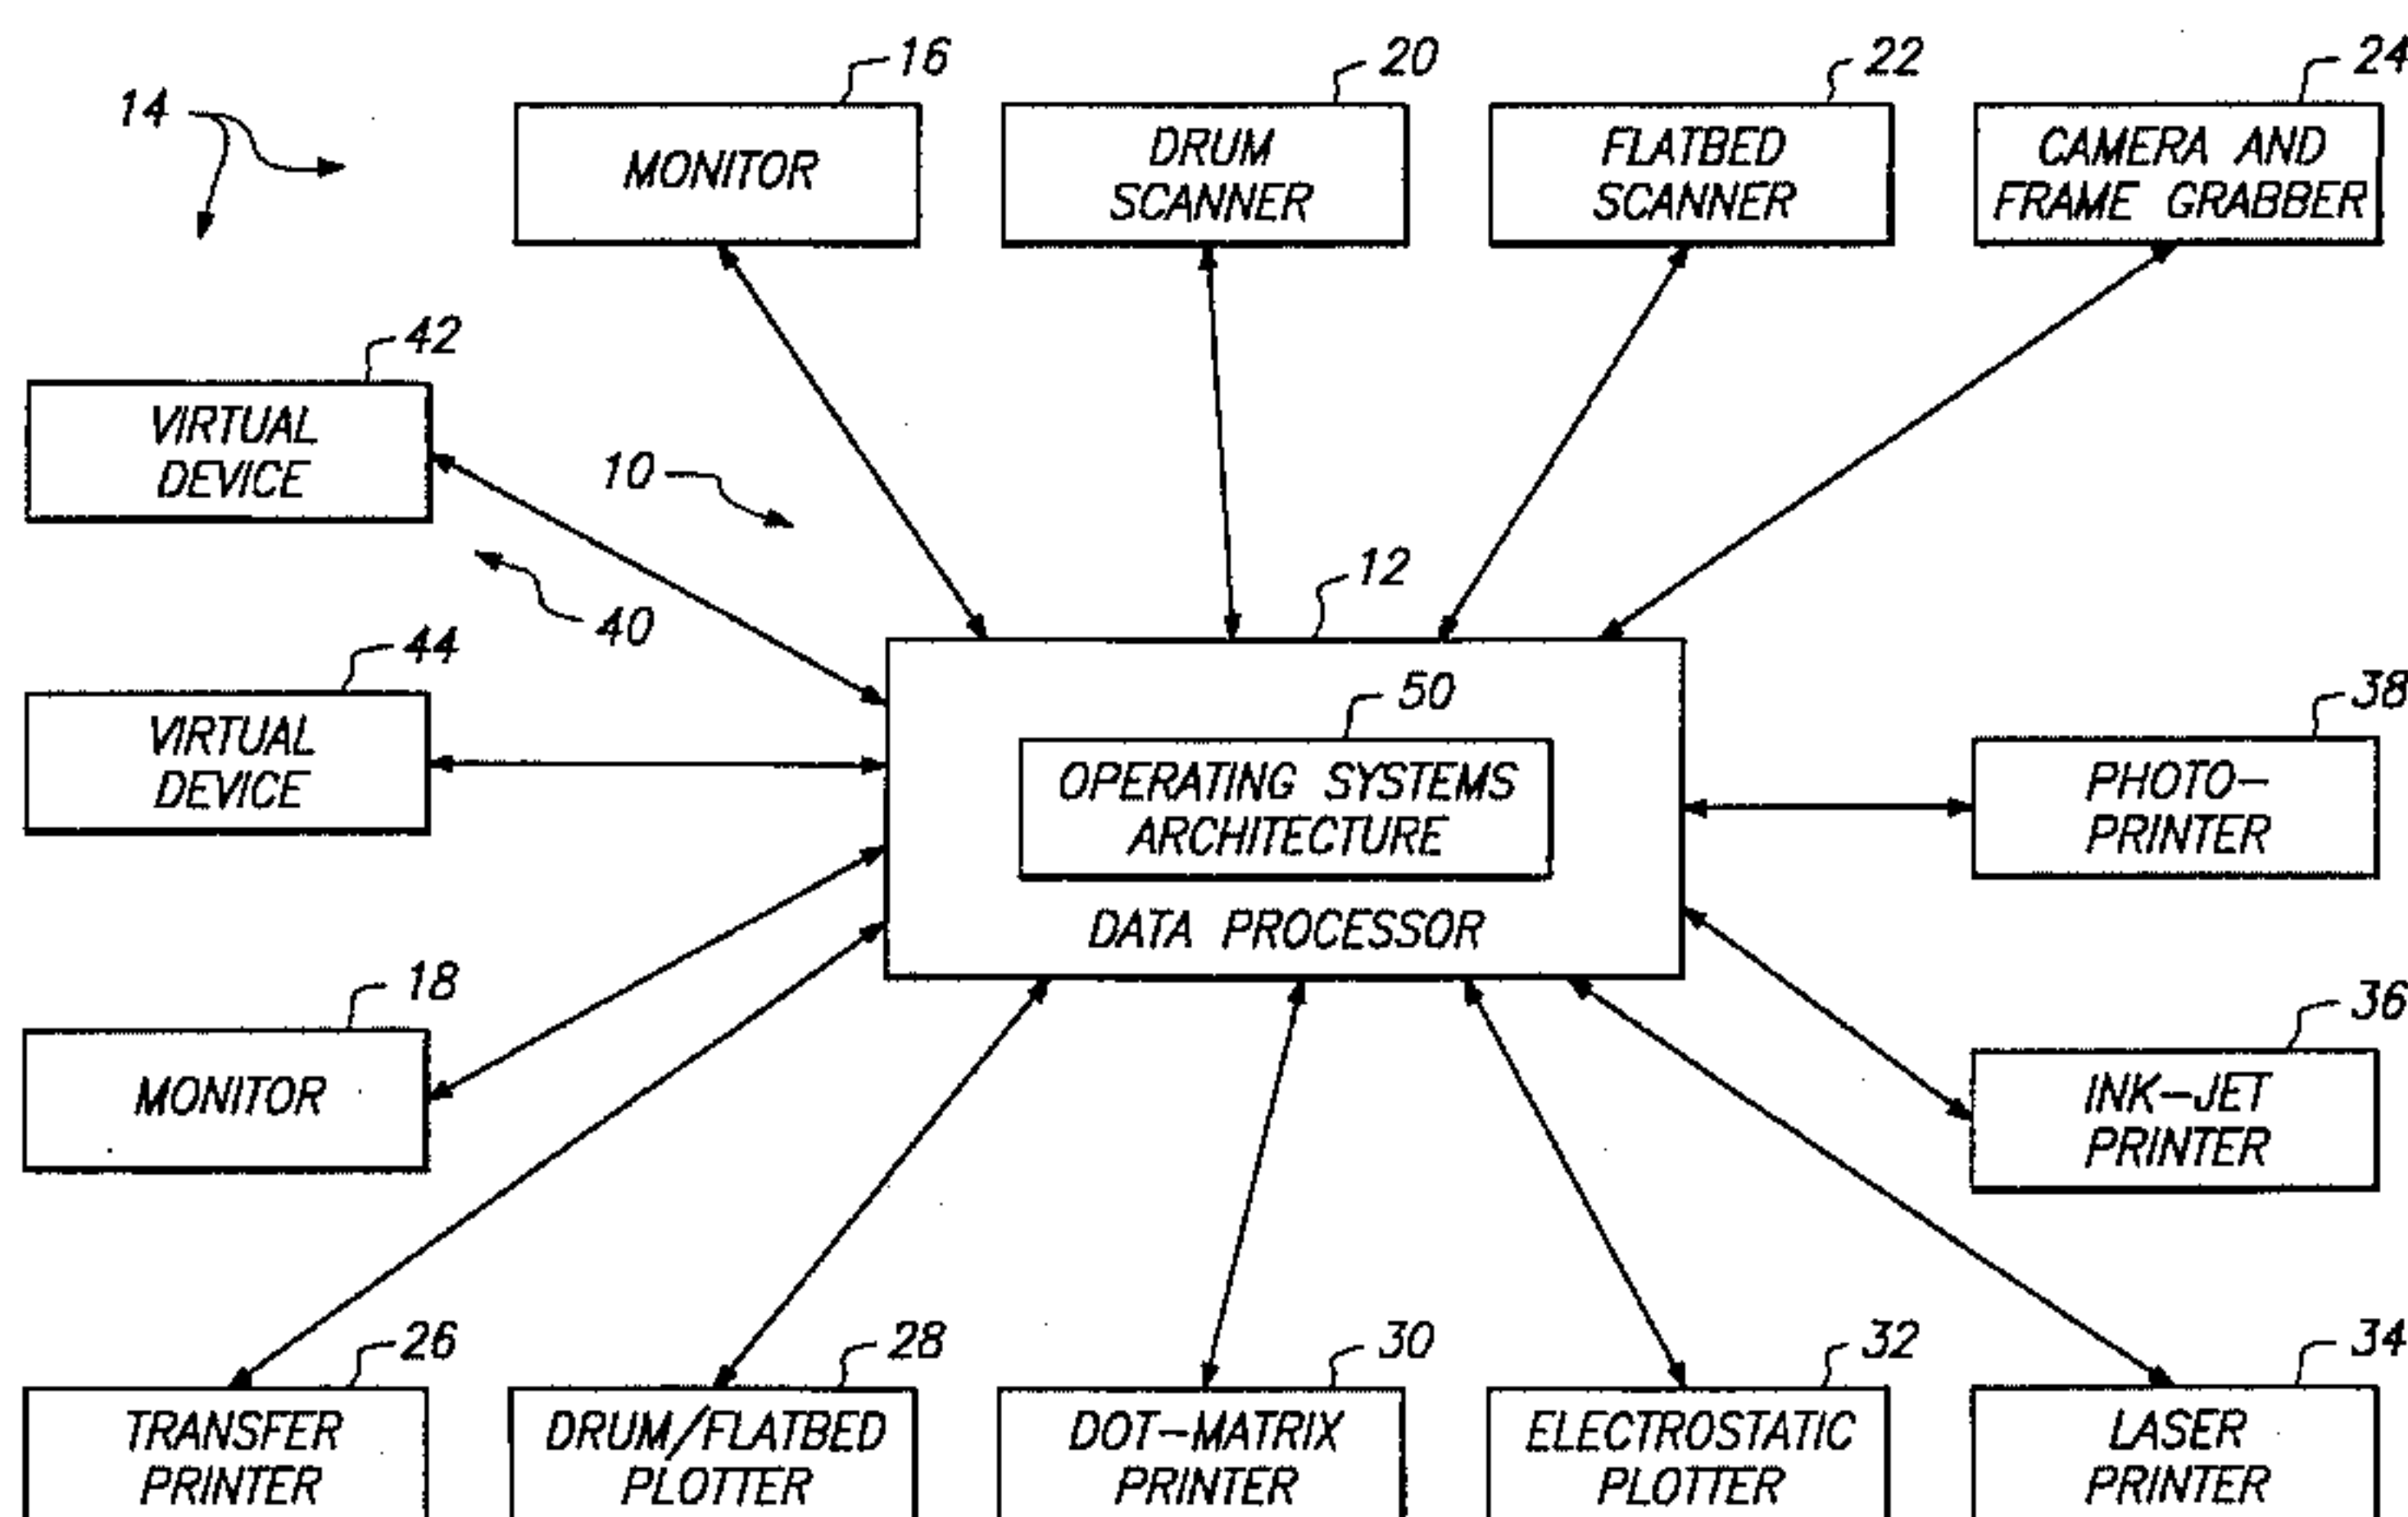 16
20
22
24
14
MONITOR
DRUM
SCANNER
FLATBED
SCANNER
CAMERA AND
FRAME GRABBER
42
VIRTUAL
DEVICE
10
40
12
44
VIRTUAL
DEVICE
50
OPERATING SYSTEMS
ARCHITECTURE
DATA PROCESSOR
38
PHOTO-
PRINTER
18
MONITOR
36
INK-JET
PRINTER
26
TRANSFER
PRINTER
28
DRUM/FLATBED
PLOTTER
30
DOT-MATRIX
PRINTER
32
ELECTROSTATIC
PLOTTER
34
LASER
PRINTER